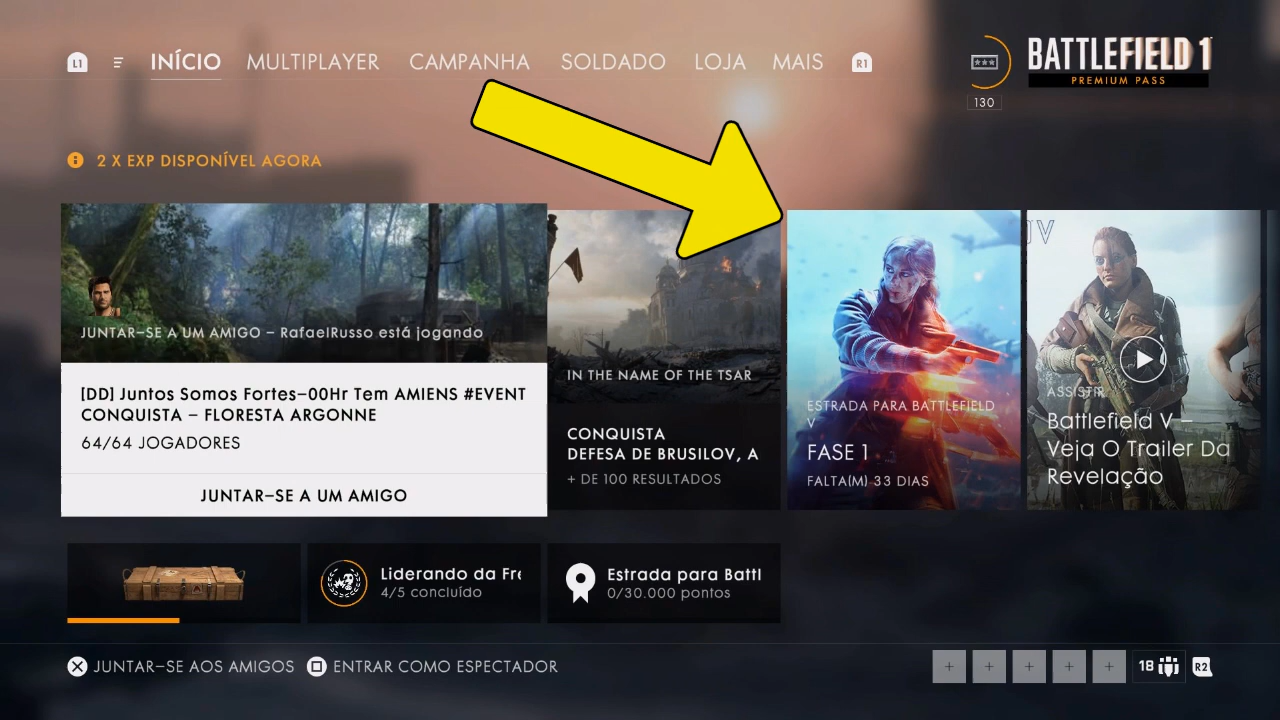 L1
INÍCIO
MULTIPLAYER
CAMPANHA
SOLDADO
LOJA
MAIS
R1
130
BATTLEFIELD 1
PREMIUM PASS
2 X EXP DISPONÍVEL AGORA
JUNTAR-SE A UM AMIGO – RafaelRusso está jogando
[DD] Juntos Somos Fortes-00Hr Tem AMIENS #EVENT
CONQUISTA – FLORESTA ARGONNE
64/64 JOGADORES
JUNTAR-SE A UM AMIGO
IN THE NAME OF THE TSAR
CONQUISTA
DEFESA DE BRUSILOV, A
+ DE 100 RESULTADOS
ESTRADA PARA BATTLEFIELD
V
FASE 1
FALTA(M) 33 DIAS
V
ASSISTIR
Battlefield V –
Veja O Trailer Da
Revelação
Liderando da Fre
4/5 concluído
Estrada para Battl
0/30.000 pontos
JUNTAR-SE AOS AMIGOS
ENTRAR COMO ESPECTADOR
18
R2